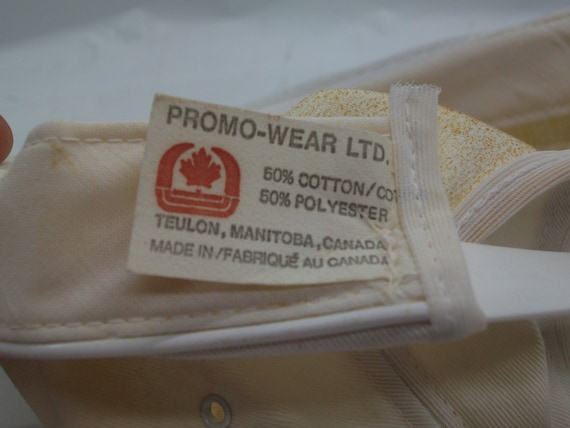 PROMO-WEAR LTD.
50% COTTON/CO
50% POLYESTER
TEULON, MANITOBA, CANADA
MADE IN/FABRIQUÉ AU CANADA